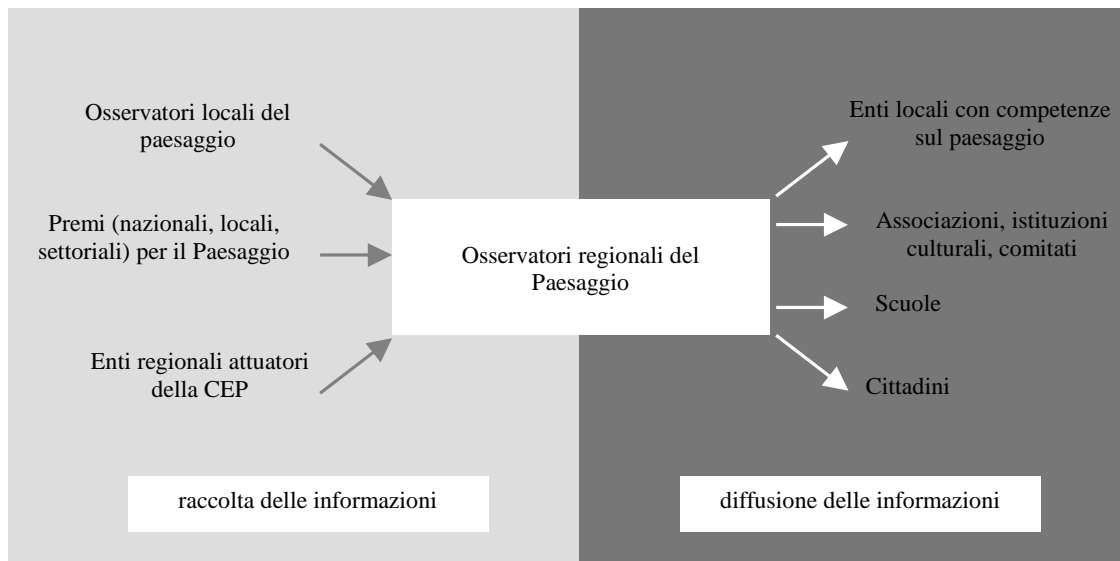 Osservatori locali del
paesaggio
Premi (nazionali, locali,
settoriali) per il Paesaggio
Enti regionali attuatori
della CEP
Osservatori regionali del
Paesaggio
Enti locali con competenze
sul paesaggio
Associazioni, istituzioni
culturali, comitati
Scuole
Cittadini
raccolta delle informazioni
diffusione delle informazioni